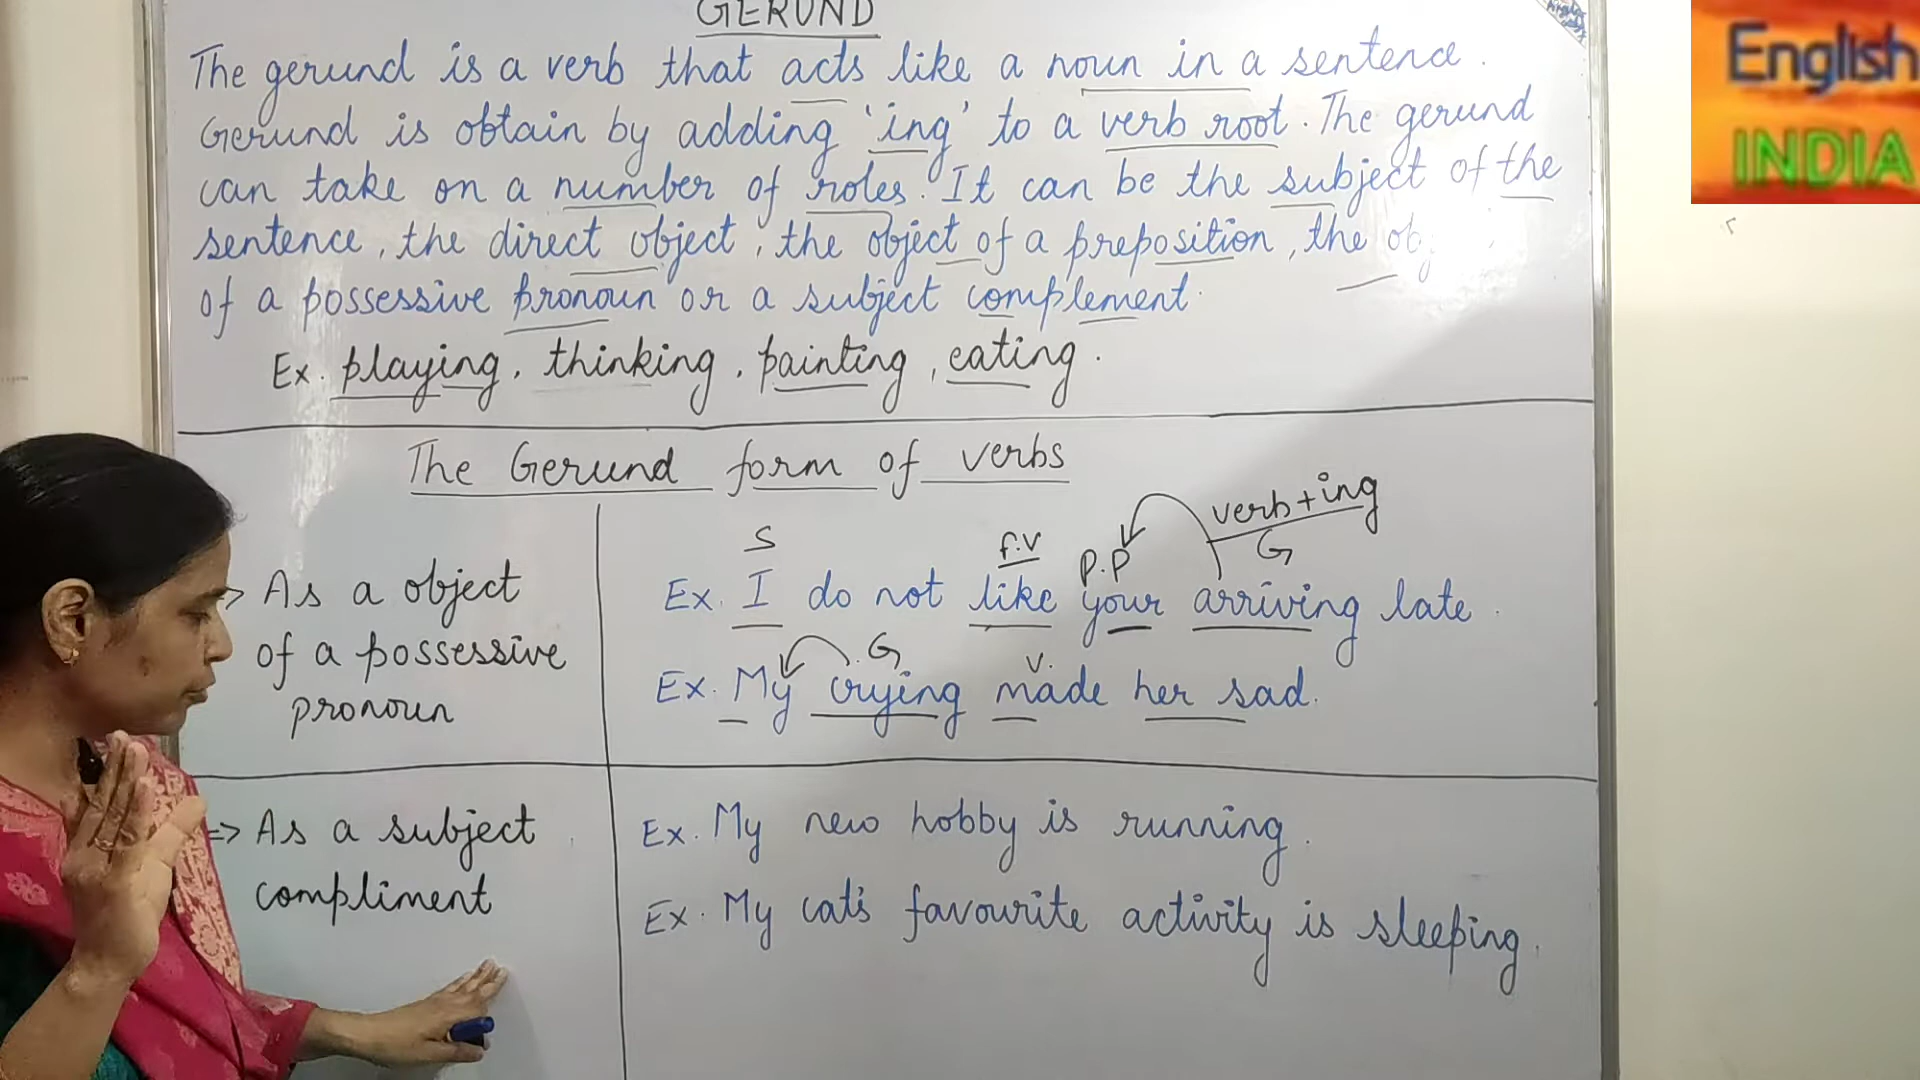 GERUND
The gerund is a verb that acts like a noun in a sentence.
Gerund is obtain by adding 'ing' to a verb root. The gerund
can take on a number of roles. It can be the subject of the
sentence, the direct object, the object of a preposition, the
of a possessive pronoun or a subject complement.
Ex. playing, thinking, painting, eating.
The Gerund form of verbs
=> As a object
of a possessive
pronoun
S f.v P.P verb+ing
G
Ex. I do not like your arriving late.
G v.
Ex. My crying made her sad.
=> As a subject
compliment
Ex. My new hobby is running.
Ex. My cat's favourite activity is sleeping.
English
INDIA